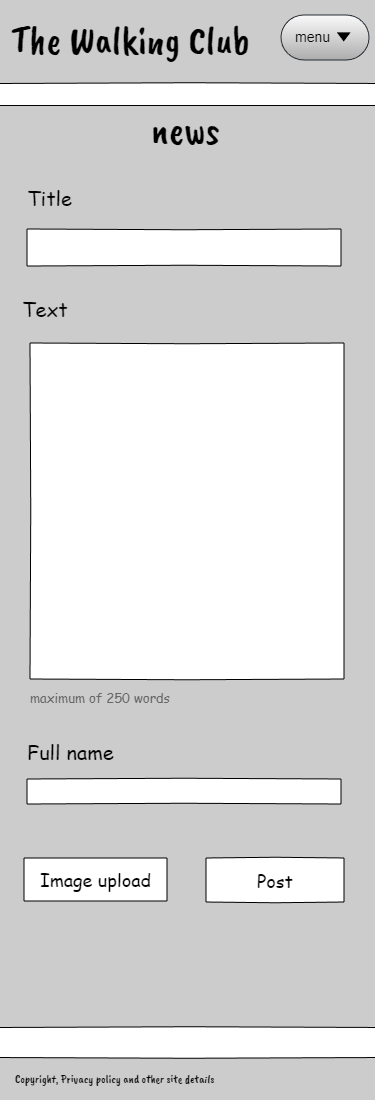 The Walking Club
menu
news
Title
Text
maximum of 250 words
Full name
Image upload
Post
Copyright, Privacy policy and other site details